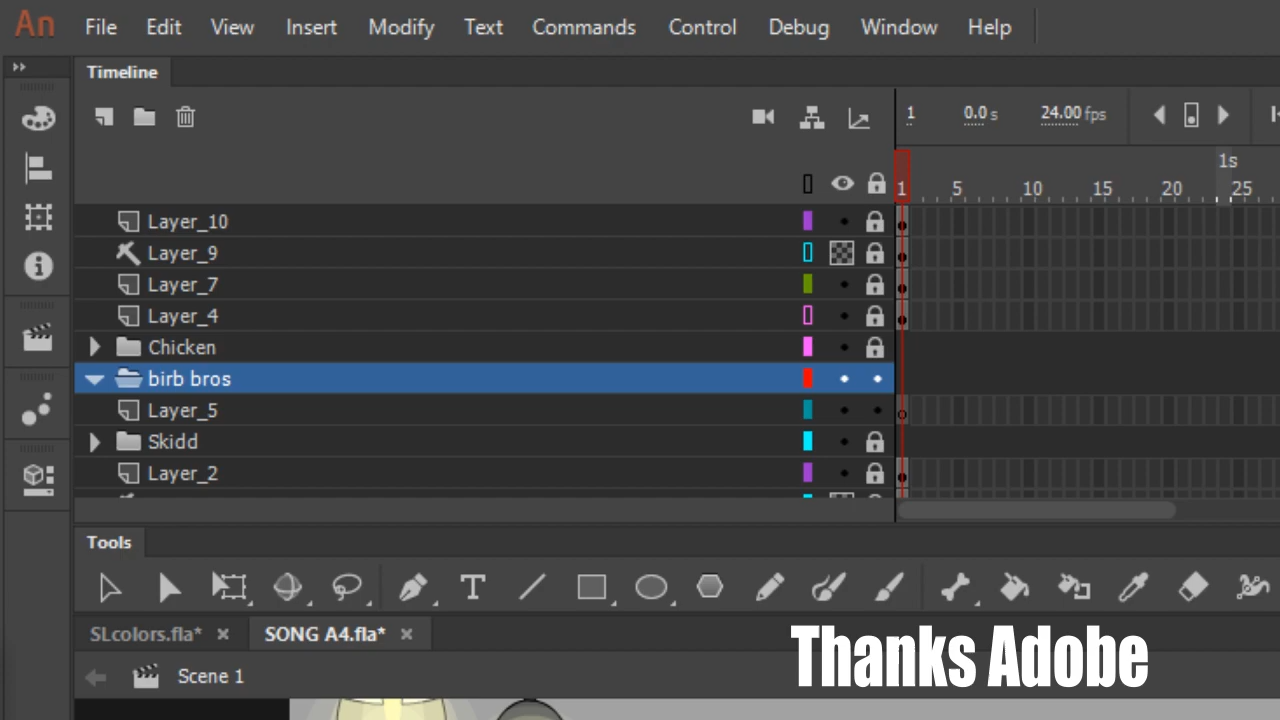 An File Edit View Insert Text Commands Modify Control Debug Window Help
Timeline
1 0.0 s 24.00 fps
1s
1 5 10 15 20 25
Layer_10
Layer_9
Layer_7
Layer_4
Chicken
birb bros
Layer_5
Skidd
Layer_2
Tools
SLcolors.fla* × SONG A4.fla* ×
Scene 1
Thanks Adobe